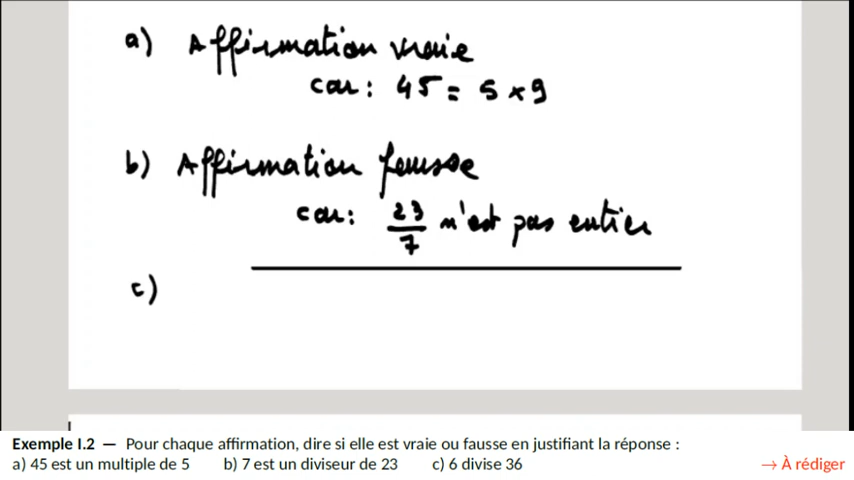 a) Affirmation vraie
car : 45 = 5 × 9
b) Affirmation fausse
car : 23/7 n'est pas entier
c)
Exemple I.2 — Pour chaque affirmation, dire si elle est vraie ou fausse en justifiant la réponse :
a) 45 est un multiple de 5 b) 7 est un diviseur de 23 c) 6 divise 36 → À rédiger